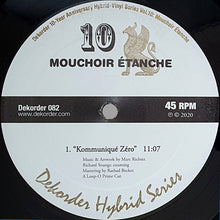 Dekorder 10-Year Anniversary Hybrid-Vinyl Series Vol.10: Mouchoir Étanche
10
MOUCHOIR ÉTANCHE
Dekorder 082
www.dekorder.com
45 RPM
℗ © 2020
1. "Kommuniqué Zéro" 11:07
Music & Artwork by Marc Richter
Richard Youngs: counting
Mastering by Rashad Becker
A Loop-O Prime Cut
Dekorder Hybrid Series